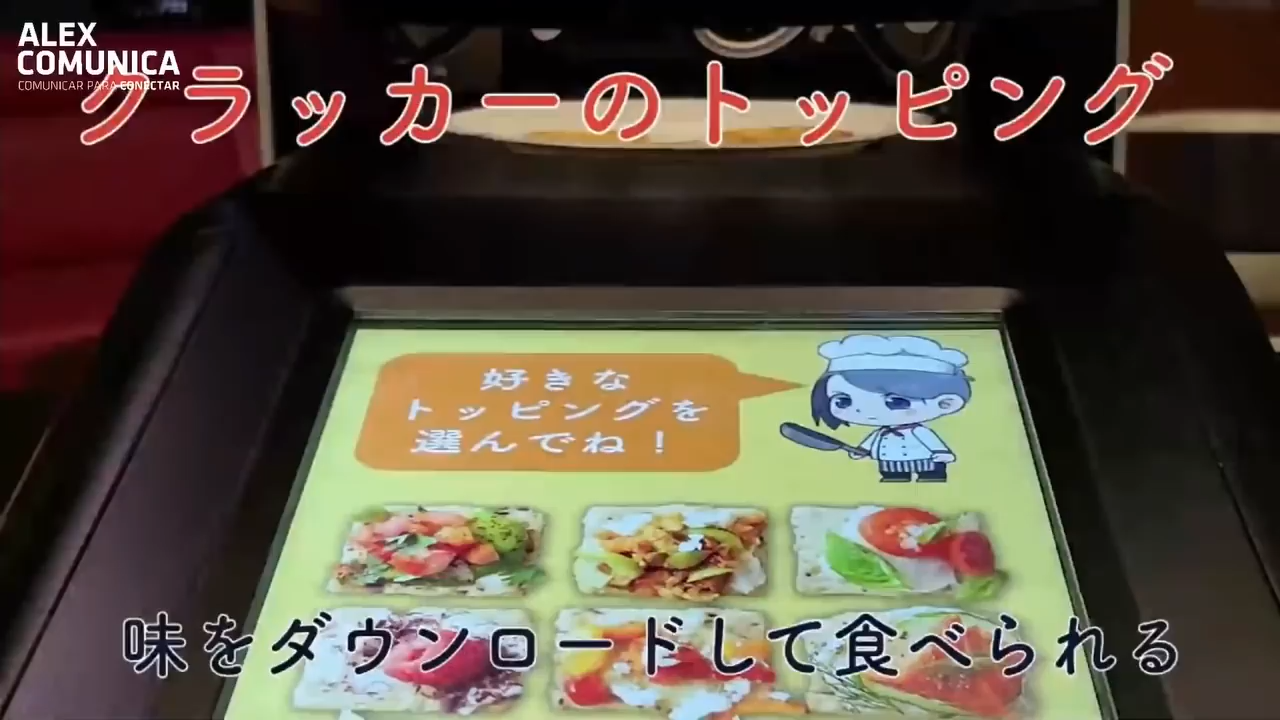 ALEX
COMUNICA
COMUNICAR PARA CONECTAR
クラッカーのトッピング
好きな
トッピングを
選んでね！
味をダウンロードして食べられる